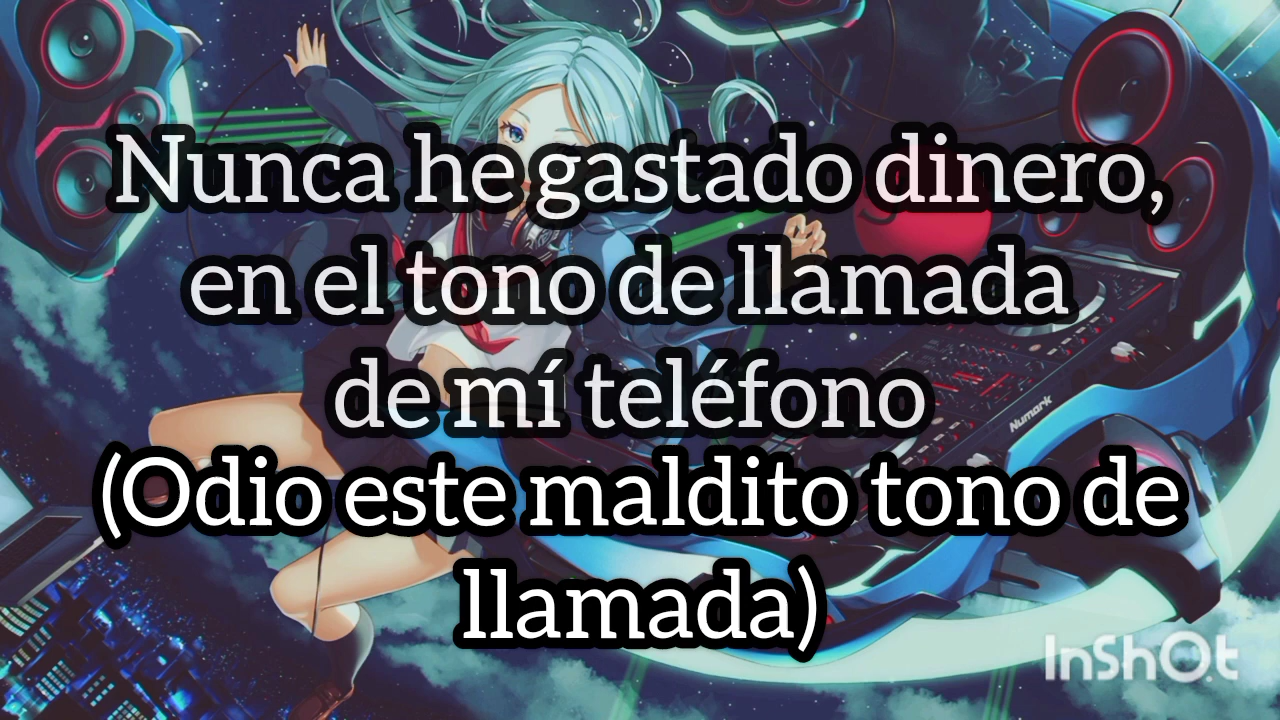 Nunca he gastado dinero,
en el tono de llamada
de mí teléfono
(Odio este maldito tono de
llamada)
Numark
InShOt